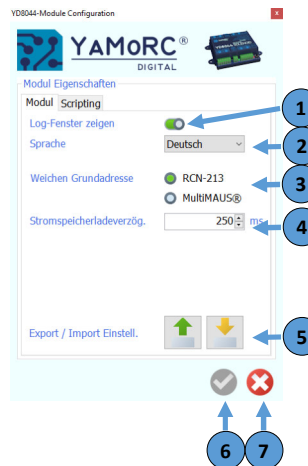 YD8044-Module Configuration
x
YAMORC®
DIGITAL
Modul Eigenschaften
Modul Scripting
Log-Fenster zeigen
1
Sprache Deutsch
2
Weichen Grundadresse RCN-213
3
MultiMAUS®
Stromspeicherladeverzög. 250 ms
4
Export / Import Einstell.
5
6 7